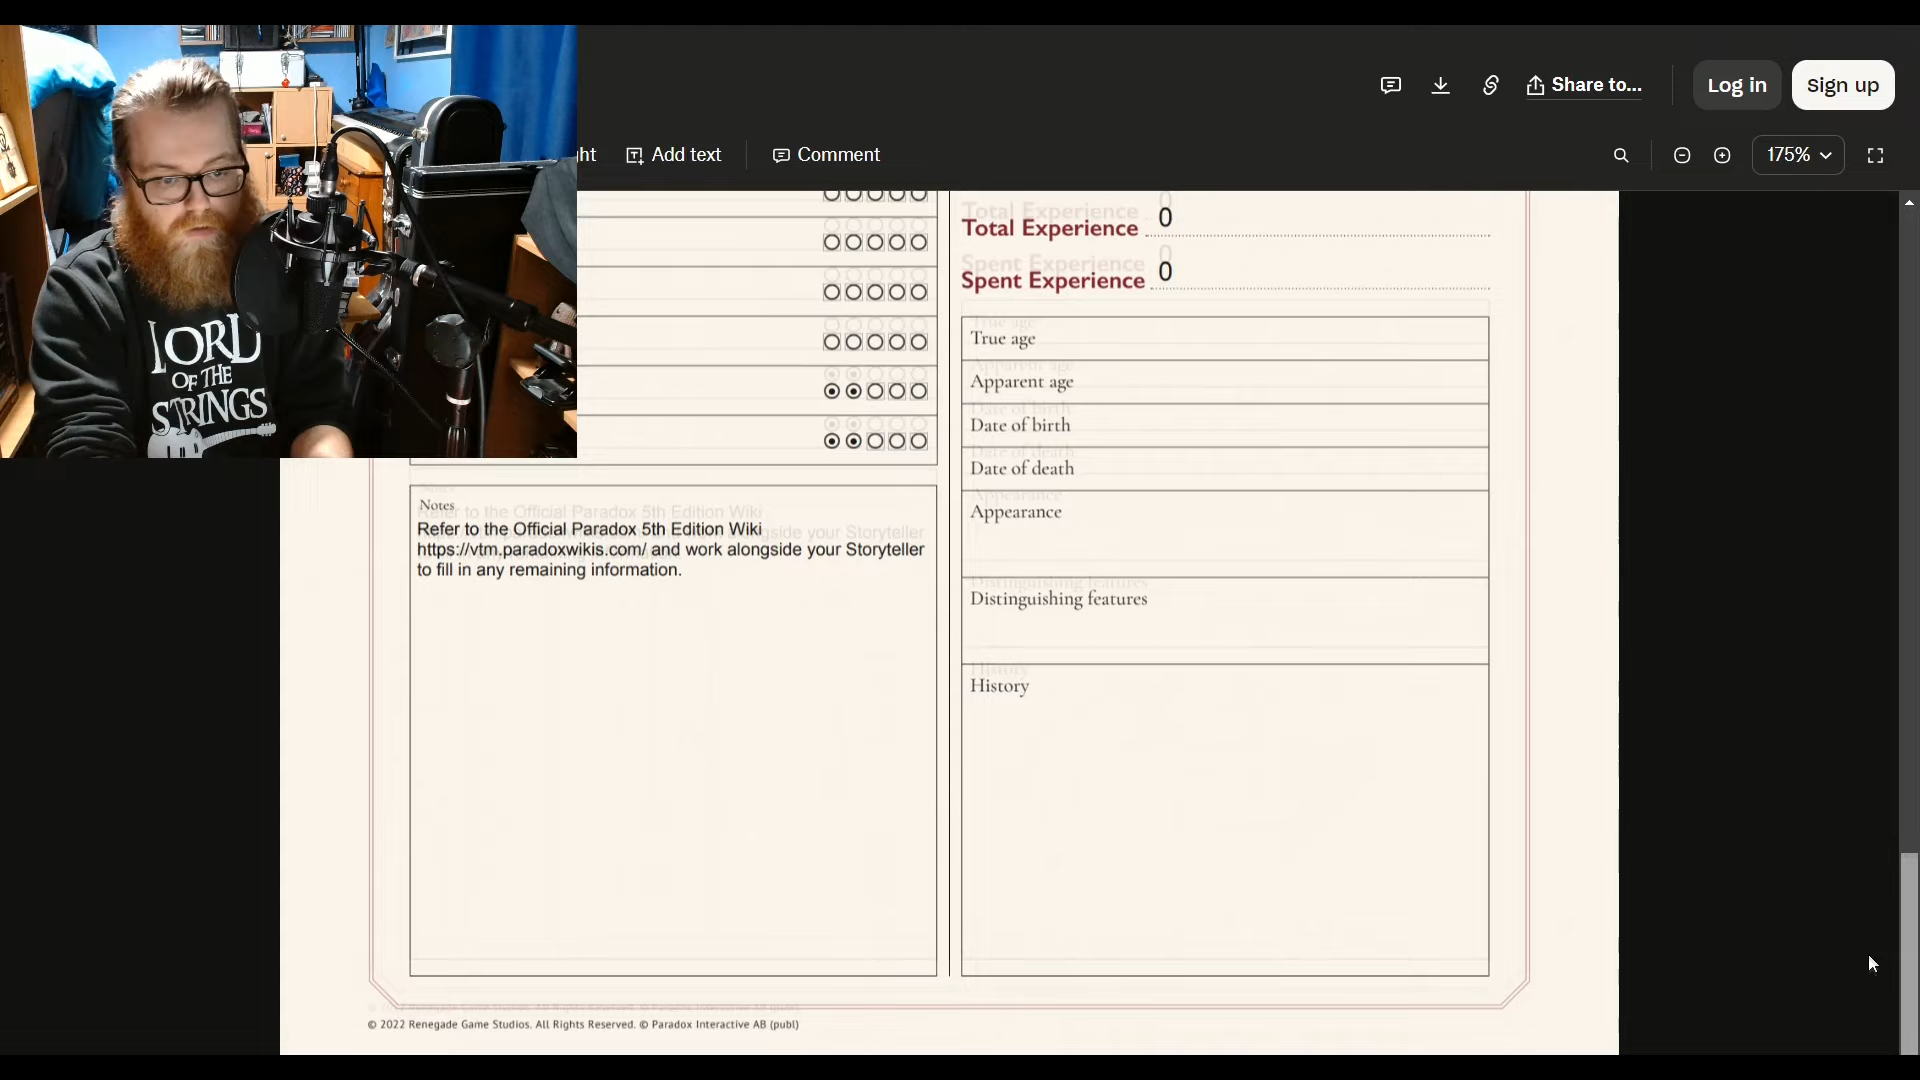 Share to...
Log in
Sign up
ht
Add text
Comment
175%
LORD
OF THE
STRINGS
Total Experience 0
Spent Experience 0
True age
Apparent age
Date of birth
Date of death
Appearance
Distinguishing features
History
Notes
Refer to the Official Paradox 5th Edition Wiki
https://vtm.paradoxwikis.com/ and work alongside your Storyteller
to fill in any remaining information.
© 2022 Renegade Game Studios. All Rights Reserved. © Paradox Interactive AB (publ)